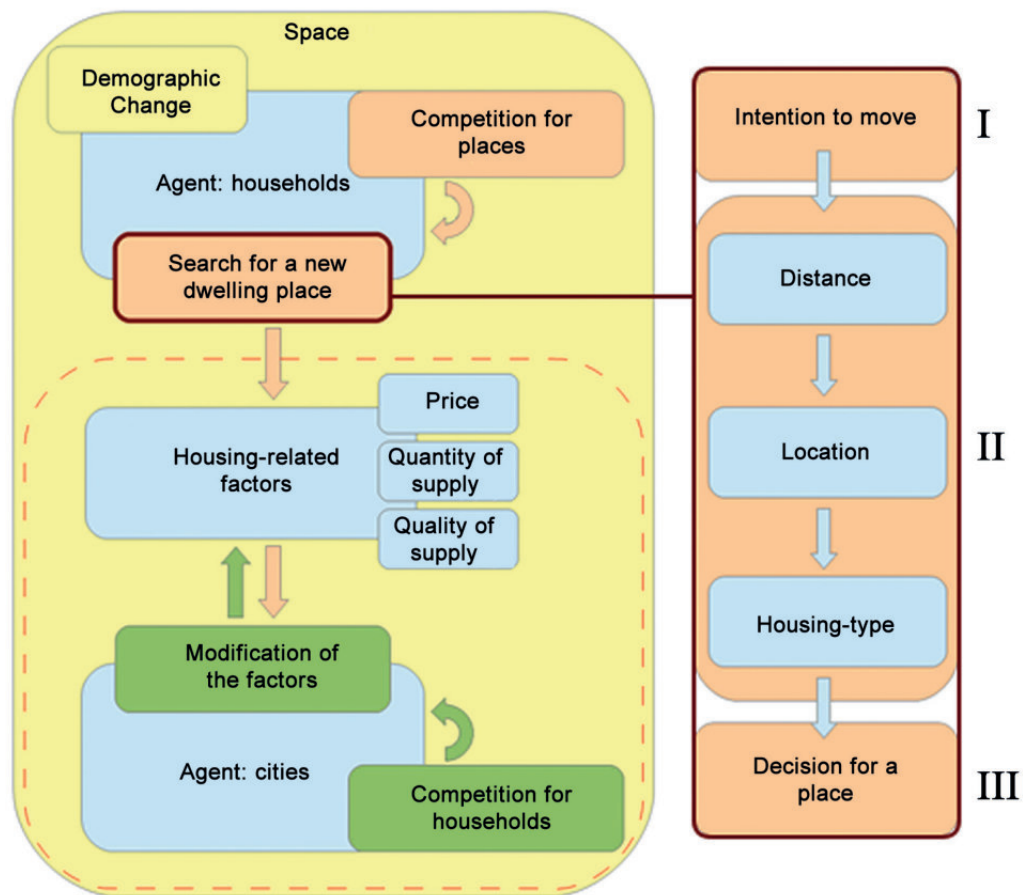 Space
Demographic
Change
Competition for
places
Agent: households
Search for a new
dwelling place
Price
Housing-related
factors
Quantity of
supply
Quality of
supply
Modification of
the factors
Agent: cities
Competition for
households
Intention to move
I
Distance
Location
II
Housing-type
Decision for a
place
III